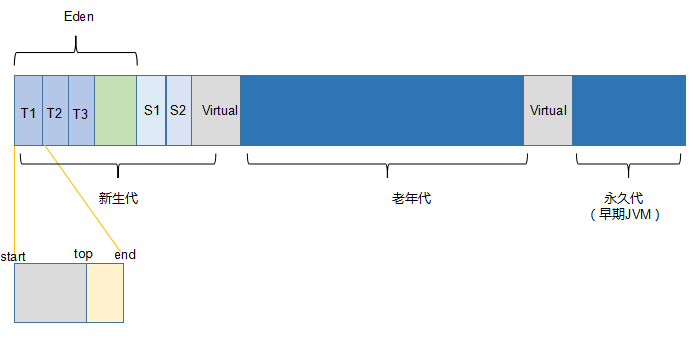 Eden
T1
T2
T3
S1
S2
Virtual
Virtual
新生代
老年代
永久代
（早期JVM）
start
top
end